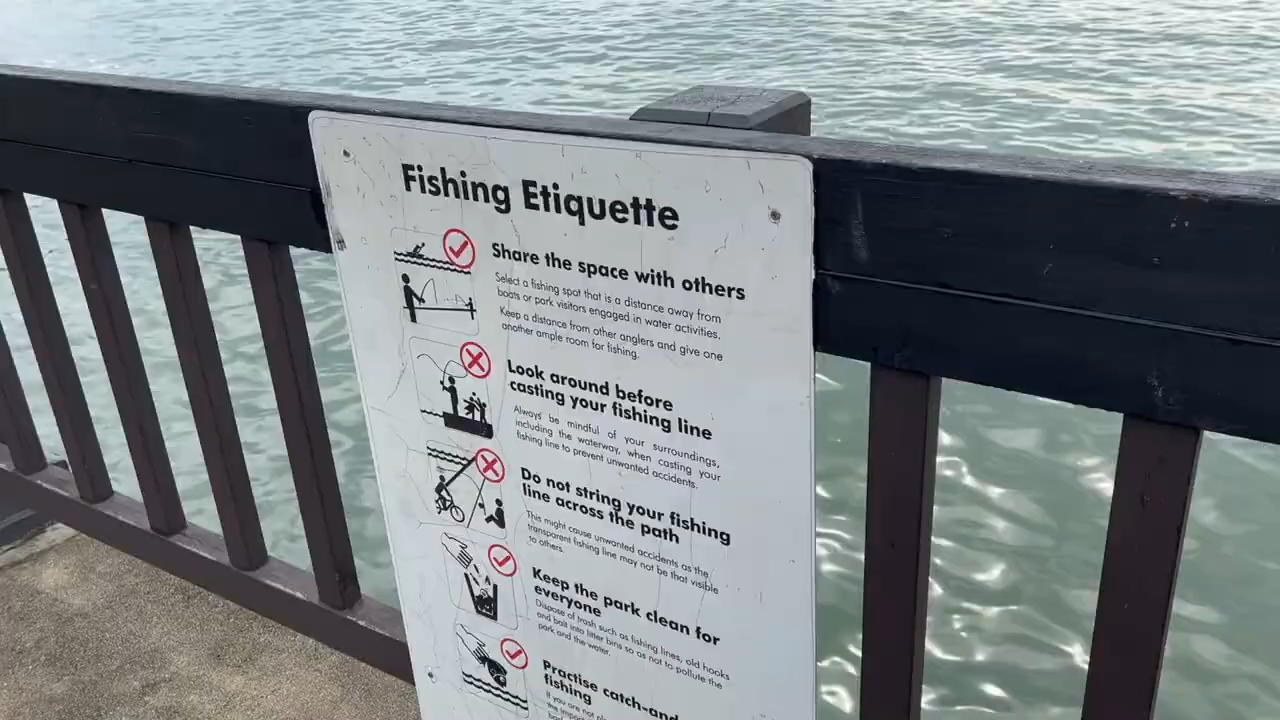 Fishing Etiquette
Share the space with others
Select a fishing spot that is a distance away from
boats or park visitors engaged in water activities.
Keep a distance from other anglers and give one
another ample room for fishing.
Look around before
casting your fishing line
Always be mindful of your surroundings,
including the waterway, when casting your
fishing line to prevent unwanted accidents.
Do not string your fishing
line across the path
This might cause unwanted accidents as the
transparent fishing line may not be that visible
to others.
Keep the park clean for
everyone
Dispose of trash such as fishing lines, old hooks
and bait into litter bins so as not to pollute the
park and the water.
Practise catch-and
fishing
If you are not